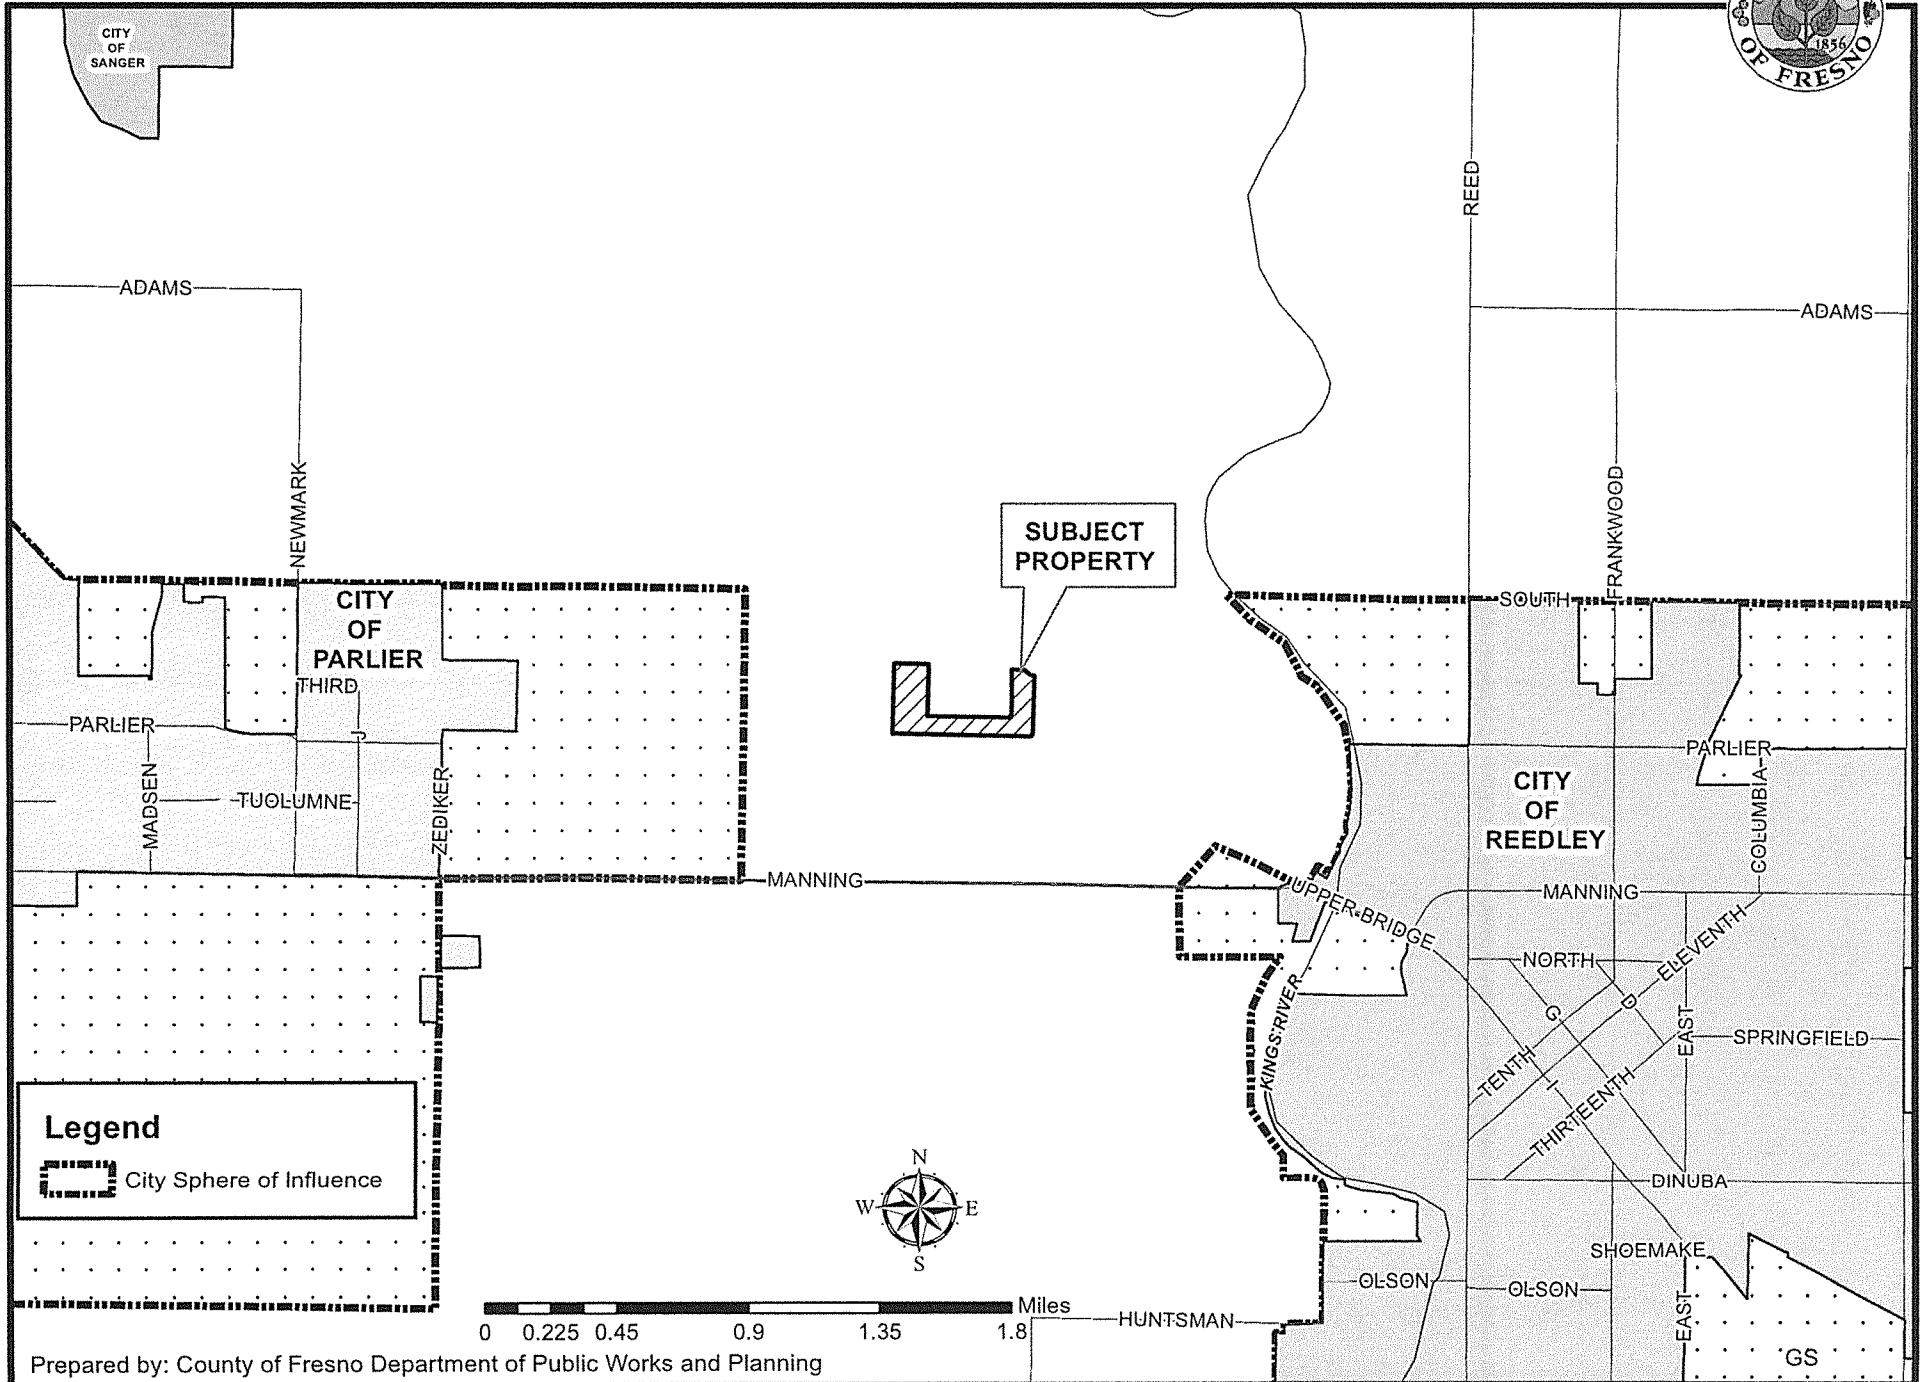 CITY
OF
SANGER
1856
OF FRESNO
REED
ADAMS
ADAMS
NEWMARK
FRANKWOOD
SUBJECT
PROPERTY
SOUTH
CITY
OF
PARLIER
THIRD
PARLIER
J
MADSEN
TUOLUMNE
ZEDIKER
PARLIER
CITY
OF
REEDLEY
COLUMBIA
MANNING
UPPER BRIDGE
MANNING
NORTH
ELEVENTH
G
D
EAST
SPRINGFIELD
KINGS RIVER
TENTH
I
THIRTEENTH
DINUBA
SHOEMAKE
OLSON
OLSON
EAST
HUNTSMAN
GS
Legend
City Sphere of Influence
N
W E
S
Miles
0 0.225 0.45 0.9 1.35 1.8
Prepared by: County of Fresno Department of Public Works and Planning